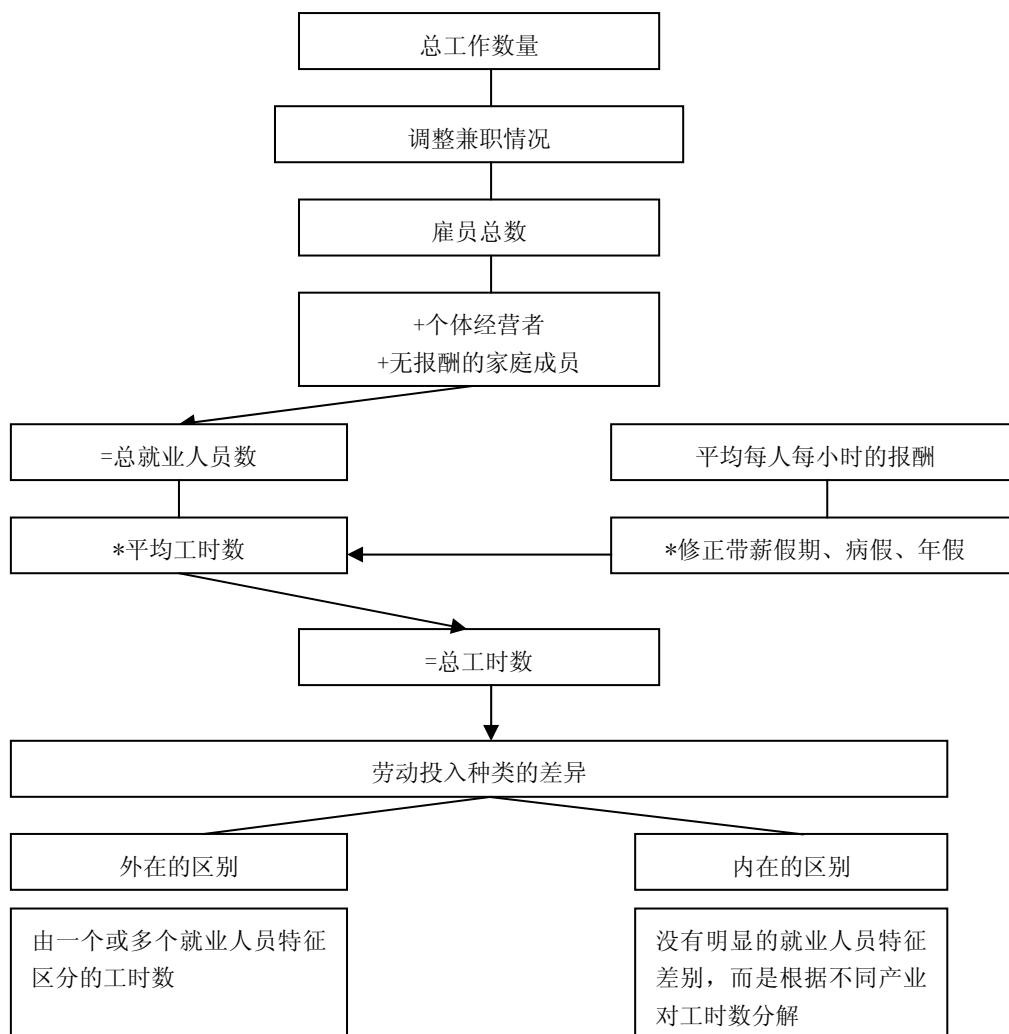 总工作数量
调整兼职情况
雇员总数
+个体经营者
+无报酬的家庭成员
=总就业人员数
平均每人每小时的报酬
*平均工时数
*修正带薪假期、病假、年假
=总工时数
劳动投入种类的差异
外在的区别
内在的区别
由一个或多个就业人员特征
区分的工时数
没有明显的就业人员特征
差别，而是根据不同产业
对工时数分解